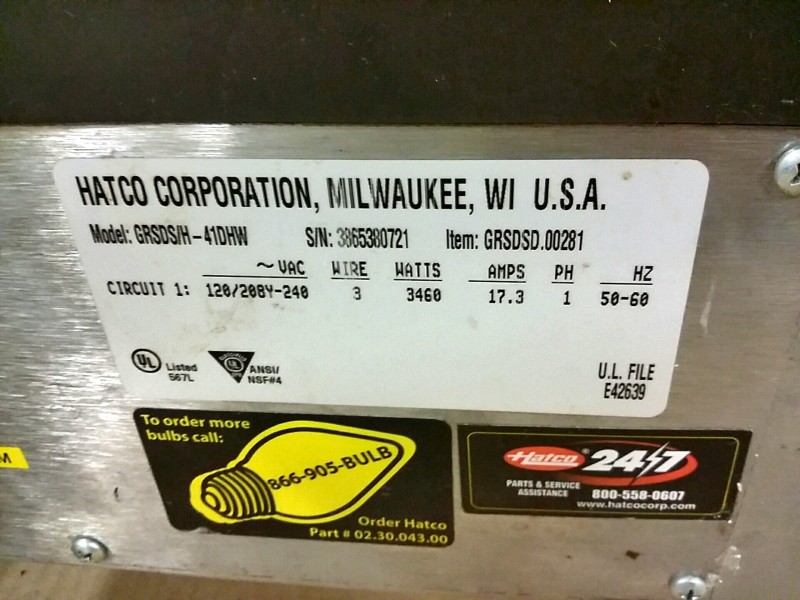 HATCO CORPORATION, MILWAUKEE, WI U.S.A.
Model: GRSDS/H-41DHW S/N: 3865380721 Item: GRSDSD.00281
~VAC WIRE WATTS AMPS PH HZ
CIRCUIT 1: 120/208Y-240 3 3460 17.3 1 50-60
UL Listed
567L
ANSI/
NSF#4
U.L. FILE
E42639
M
To order more
bulbs call:
866-905-BULB
Order Hatco
Part # 02.30.043.00
Hatco® 24/7
PARTS & SERVICE
ASSISTANCE
800-558-0607
www.hatcocorp.com